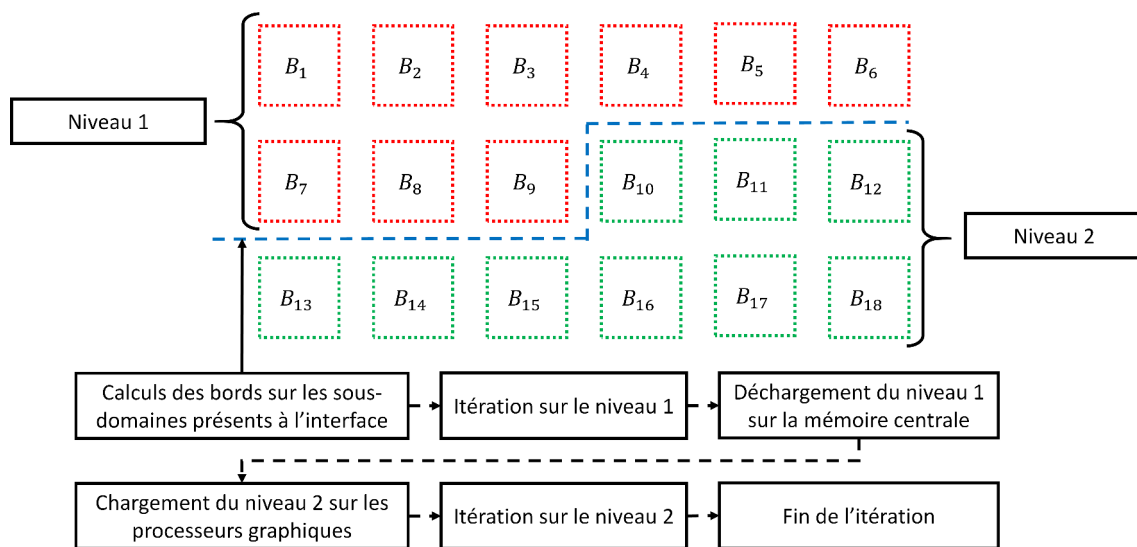 B1 B2 B3 B4 B5 B6
Niveau 1
B7 B8 B9 B10 B11 B12
Niveau 2
B13 B14 B15 B16 B17 B18
Calculs des bords sur les sous-
domaines présents à l’interface
Itération sur le niveau 1
Déchargement du niveau 1
sur la mémoire centrale
Chargement du niveau 2 sur les
processeurs graphiques
Itération sur le niveau 2
Fin de l’itération